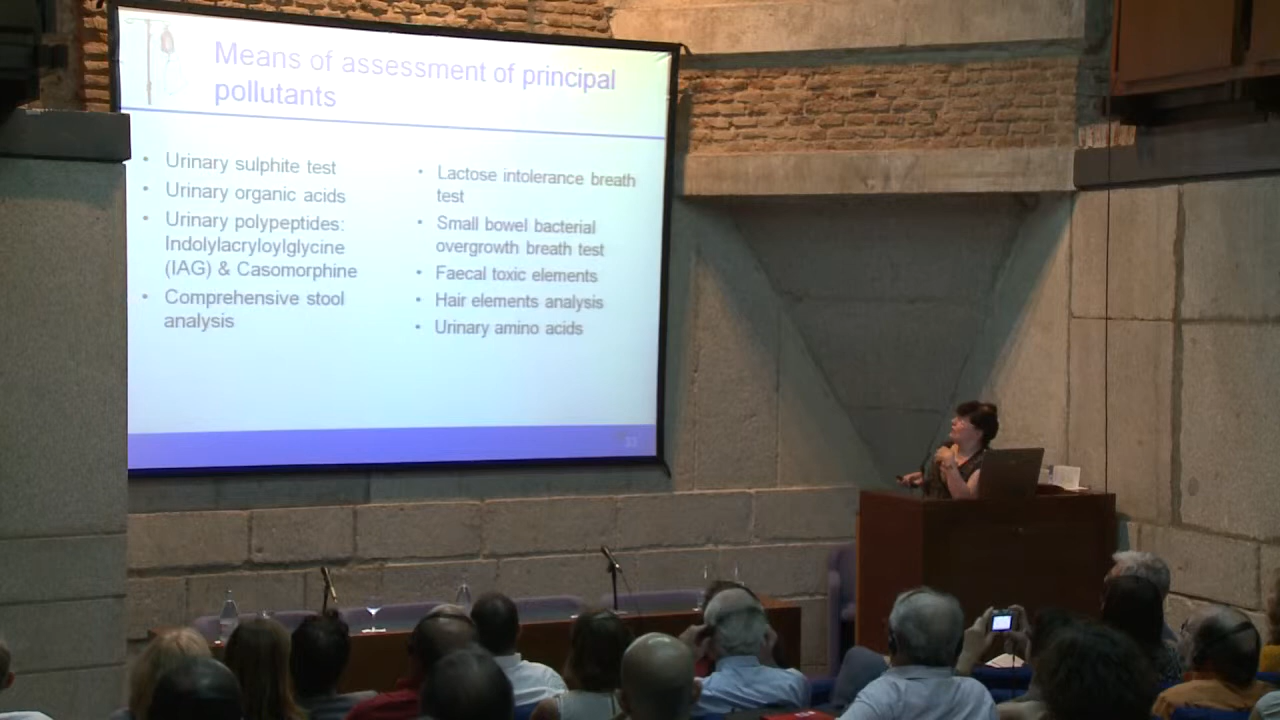 Means of assessment of principal
pollutants
• Urinary sulphite test
• Urinary organic acids
• Urinary polypeptides:
Indolylacryloylglycine
(IAG) & Casomorphine
• Comprehensive stool
analysis
• Lactose intolerance breath
test
• Small bowel bacterial
overgrowth breath test
• Faecal toxic elements
• Hair elements analysis
• Urinary amino acids
33